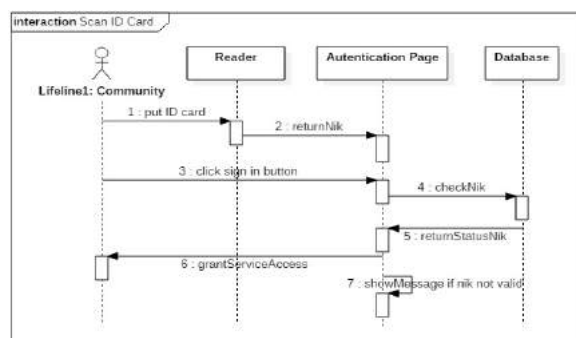 interaction Scan ID Card
Reader
Autentication Page
Database
Lifeline1: Community
1 : put ID card
2 : returnNik
3 : click sign in button
4 : checkNik
5 : returnStatusNik
6 : grantServiceAccess
7 : showMessage if nik not valid